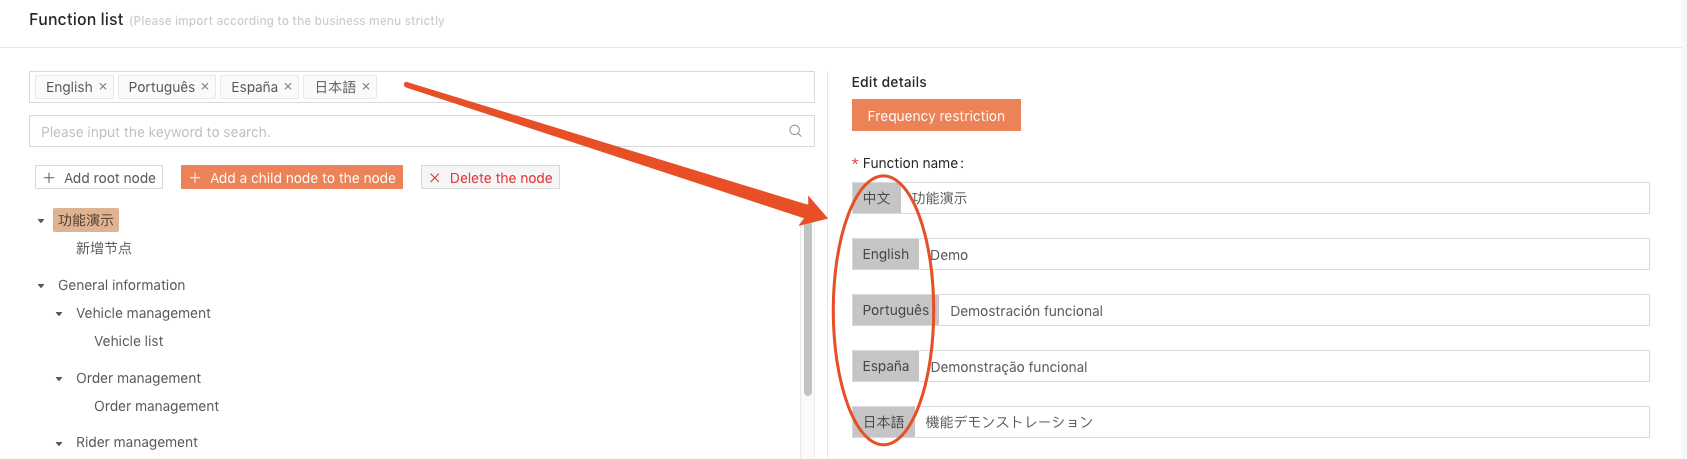 Function list (Please import according to the business menu strictly
English × Português × España × 日本語 ×
Please input the keyword to search.
+ Add root node + Add a child node to the node × Delete the node
功能演示
新增节点
General information
Vehicle management
Vehicle list
Order management
Order management
Rider management
Edit details
Frequency restriction
* Function name:
中文 功能演示
English Demo
Português Demostración funcional
España Demonstração funcional
日本語 機能デモンストレーション